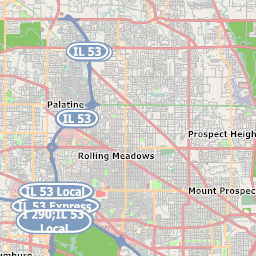 IL 53
Palatine
IL 53
Prospect Heigh
Rolling Meadows
IL 53 Local
Mount Prospec
IL 53 Express
I 290;IL 53
Local
umburg